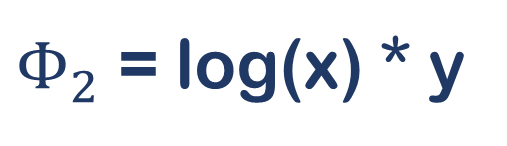 Φ₂ = log(x) * y